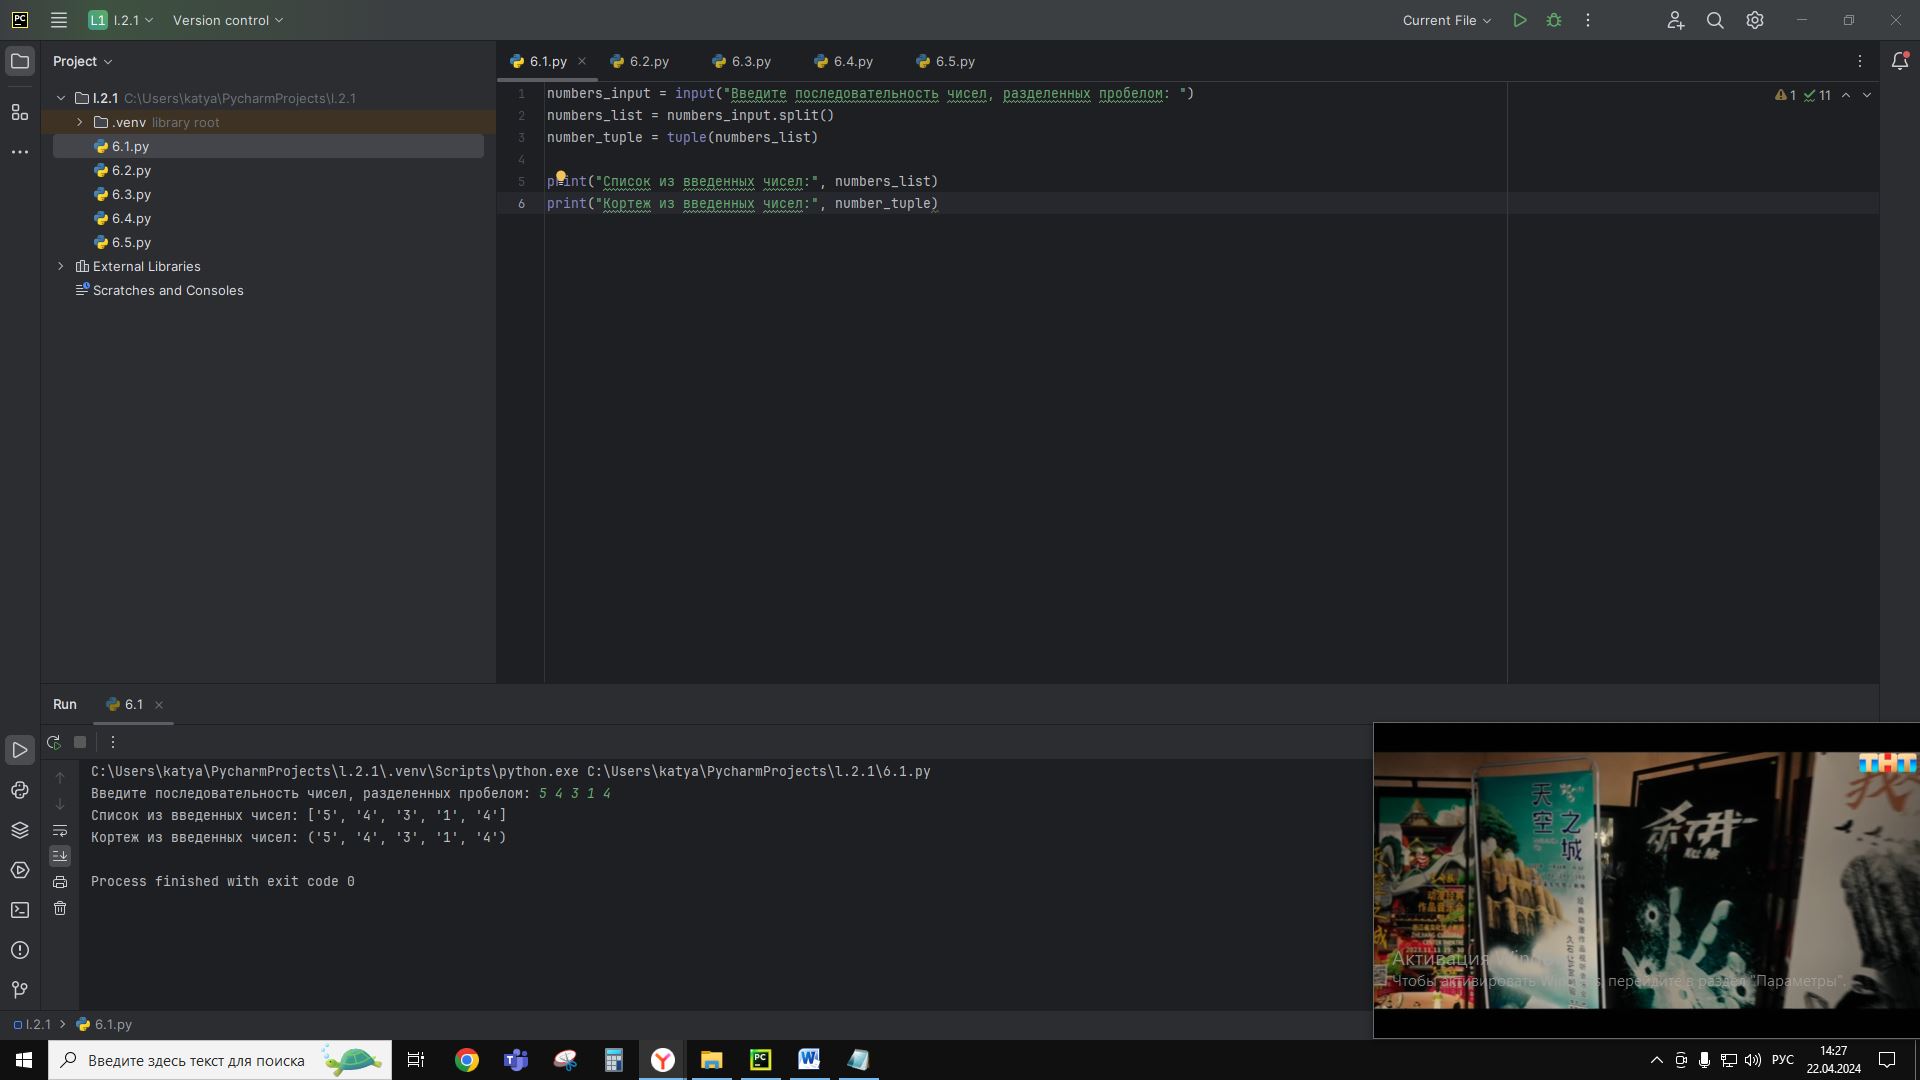 PC
L1 l.2.1
Version control
Current File
Project
6.1.py
6.2.py
6.3.py
6.4.py
6.5.py
l.2.1 C:\Users\katya\PycharmProjects\l.2.1
.venv library root
6.1.py
6.2.py
6.3.py
6.4.py
6.5.py
External Libraries
Scratches and Consoles
1 numbers_input = input("Введите последовательность чисел, разделенных пробелом: ")
2 numbers_list = numbers_input.split()
3 number_tuple = tuple(numbers_list)
4
5 print("Список из введенных чисел:", numbers_list)
6 print("Кортеж из введенных чисел:", number_tuple)
1 11
Run
6.1
C:\Users\katya\PycharmProjects\l.2.1\.venv\Scripts\python.exe C:\Users\katya\PycharmProjects\l.2.1\6.1.py
Введите последовательность чисел, разделенных пробелом: 5 4 3 1 4
Список из введенных чисел: ['5', '4', '3', '1', '4']
Кортеж из введенных чисел: ('5', '4', '3', '1', '4')
Process finished with exit code 0
ТНТ
天空
之城
杀我
我
Активация Windows
Чтобы активировать Windows, перейдите в раздел "Параметры".
l.2.1
6.1.py
Введите здесь текст для поиска
PC
W
РУС
14:27
22.04.2024